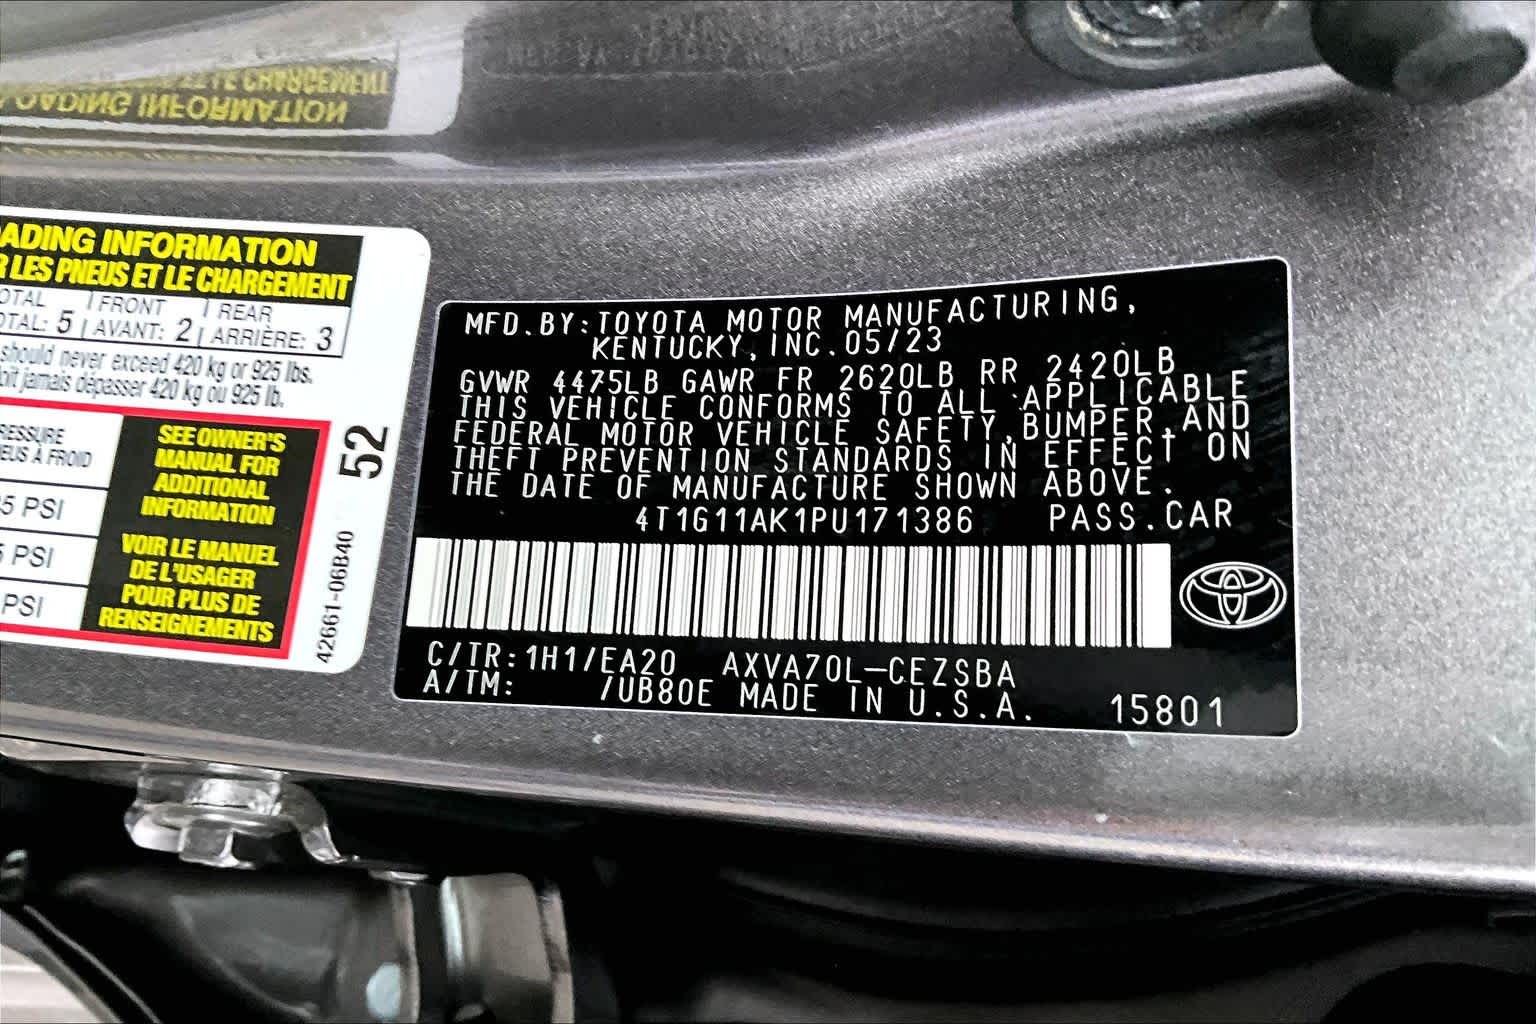 ADING INFORMATION
R LES PNEUS ET LE CHARGEMENT
OTAL | FRONT | REAR
OTAL: 5 | AVANT: 2 | ARRIÈRE: 3
should never exceed 420 kg or 925 lbs.
oit jamais dépasser 420 kg ou 925 lb.
RESSURE
NEUS À FROID
35 PSI
5 PSI
PSI
SEE OWNER'S
MANUAL FOR
ADDITIONAL
INFORMATION
VOIR LE MANUEL
DE L'USAGER
POUR PLUS DE
RENSEIGNEMENTS
52
42661-06B40
MFD.BY:TOYOTA MOTOR MANUFACTURING,
KENTUCKY,INC.05/23
GVWR 4475LB GAWR FR 2620LB RR 2420LB
THIS VEHICLE CONFORMS TO ALL APPLICABLE
FEDERAL MOTOR VEHICLE SAFETY,BUMPER,AND
THEFT PREVENTION STANDARDS IN EFFECT ON
THE DATE OF MANUFACTURE SHOWN ABOVE.
4T1G11AK1PU171386 PASS.CAR
C/TR:1H1/EA20 AXVA70L-CEZSBA
A/TM: /UB80E MADE IN U.S.A. 15801